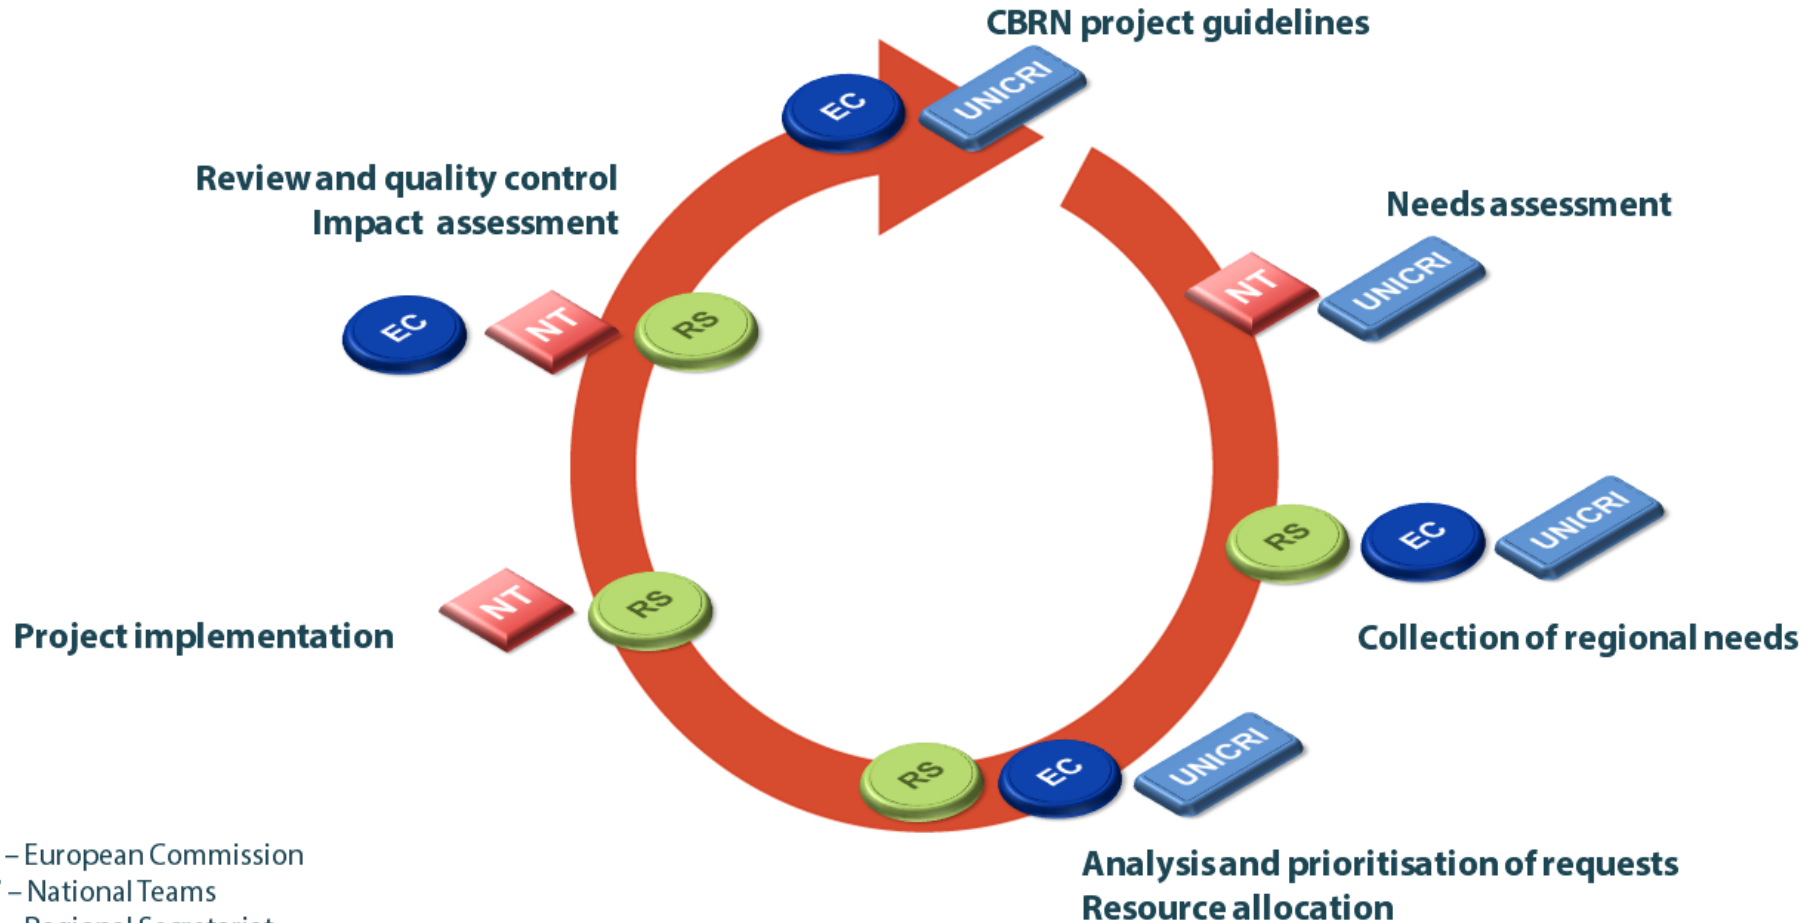 CBRN project guidelines
EC
UNICRI
Review and quality control
Impact assessment
Needs assessment
EC
NT
RS
NT
UNICRI
RS
EC
UNICRI
NT
RS
Project implementation
Collection of regional needs
RS
EC
UNICRI
– European Commission
– National Teams
Regional Secretariat
Analysis and prioritisation of requests
Resource allocation